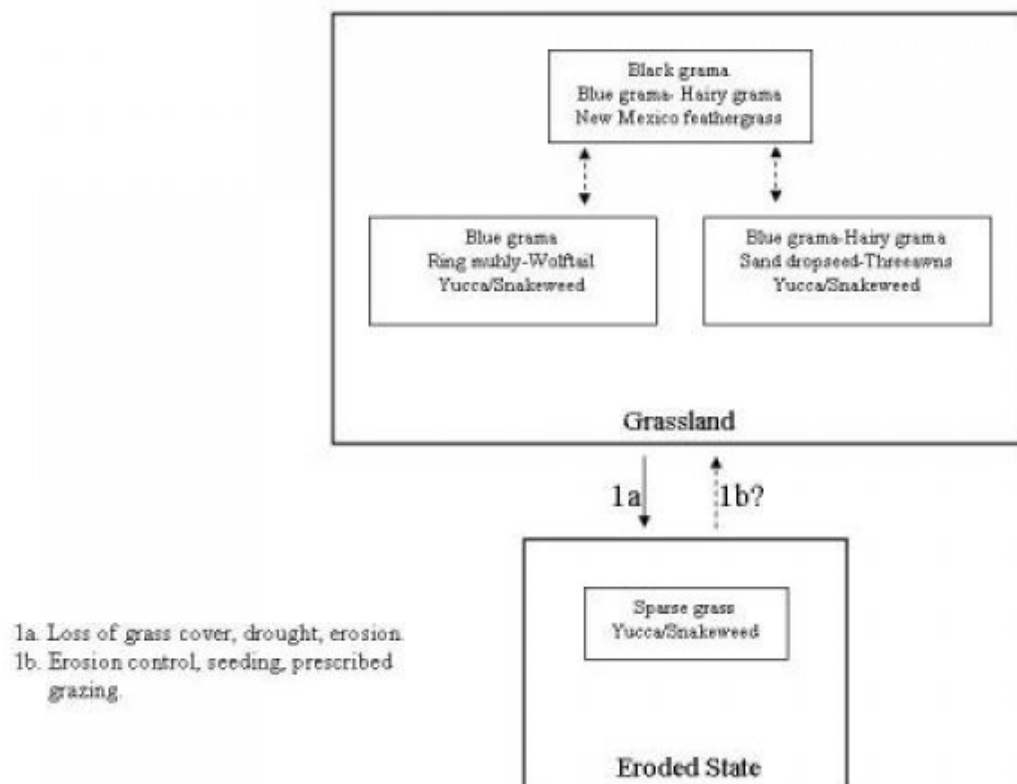 Black grama
Blue grama- Hairy grama
New Mexico feathergrass
Blue grama
Ring muhly-Wolftail
Yucca/Snakeweed
Blue grama-Hairy grama
Sand dropseed-Threeawns
Yucca/Snakeweed
Grassland
1a
1b?
Sparse grass
Yucca/Snakeweed
1a. Loss of grass cover, drought, erosion.
1b. Erosion control, seeding, prescribed
grazing.
Eroded State